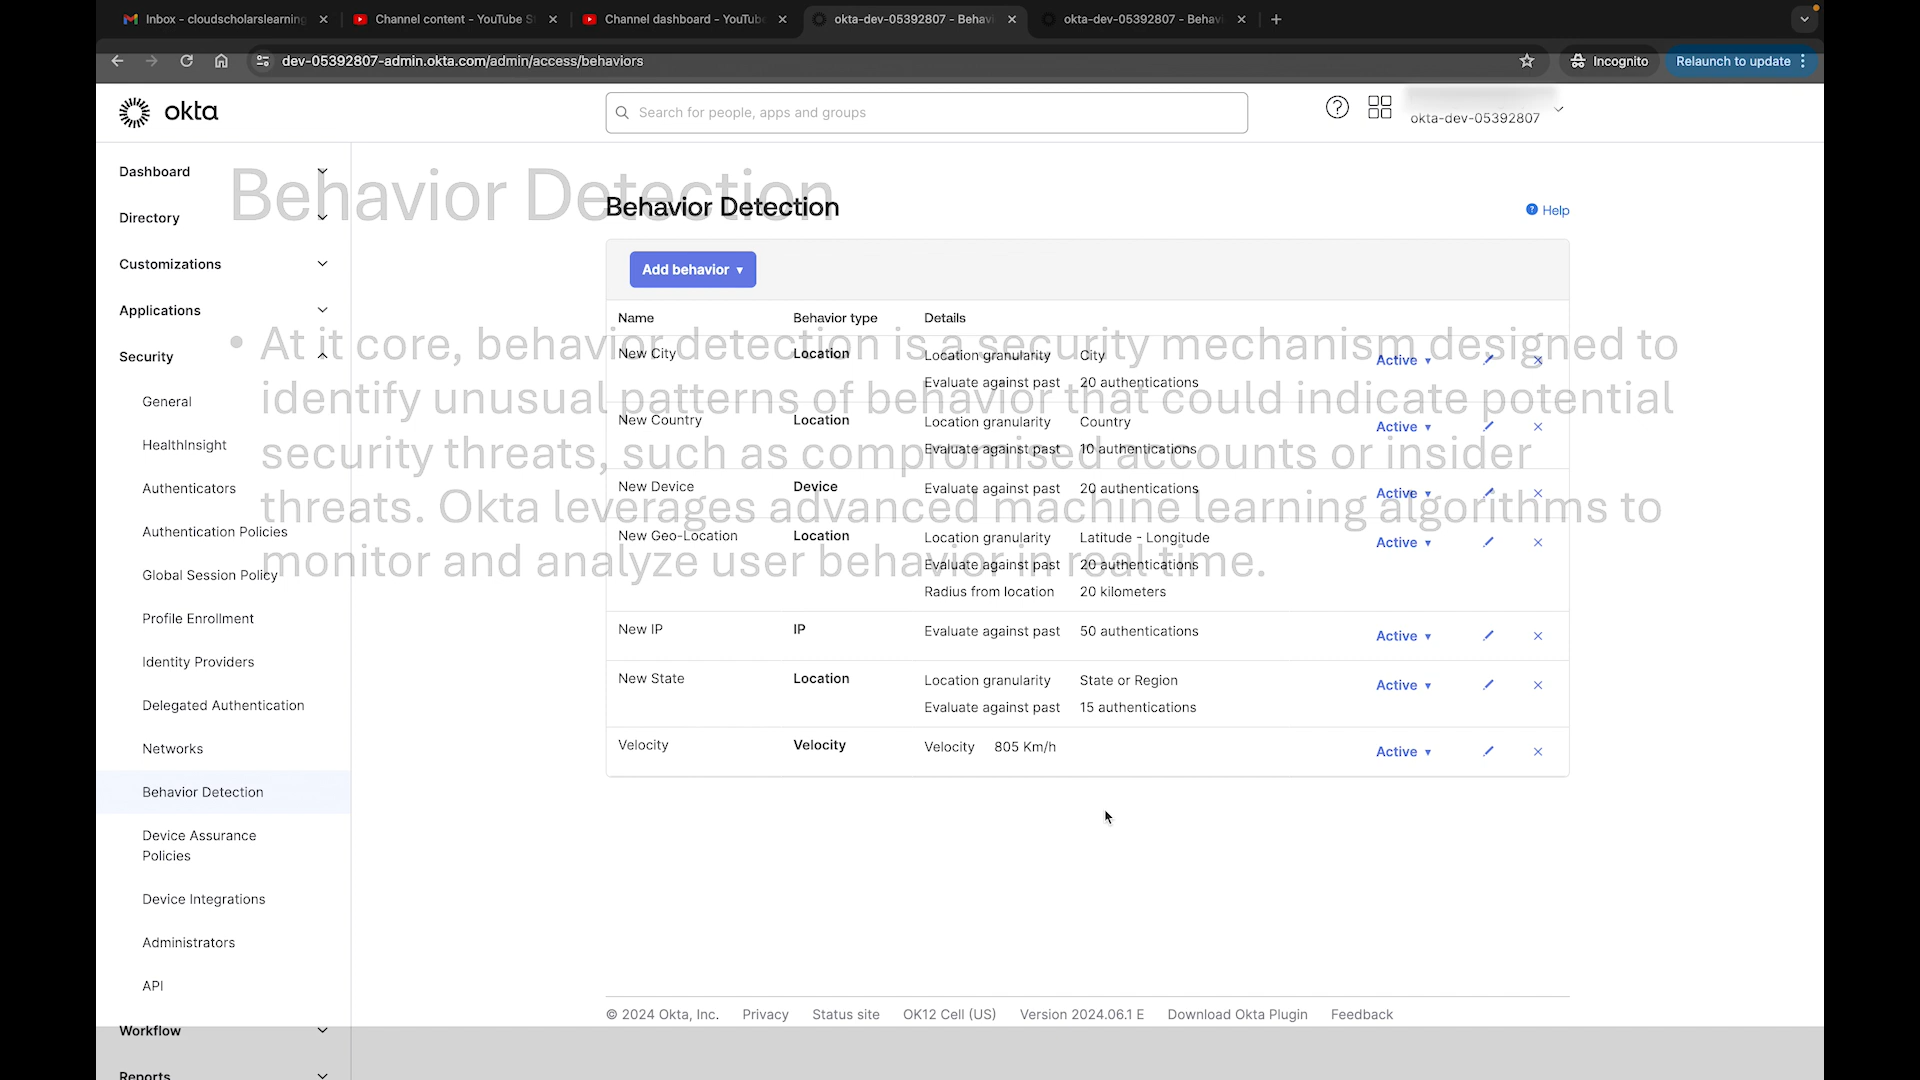 Inbox - cloudscholarslearning
Channel content - YouTube S
Channel dashboard - YouTube
okta-dev-05392807 - Behavi
okta-dev-05392807 - Behavi
dev-05392807-admin.okta.com/admin/access/behaviors
Incognito
Relaunch to update
okta
Search for people, apps and groups
okta-dev-05392807
Dashboard
Directory
Customizations
Applications
Security
General
HealthInsight
Authenticators
Authentication Policies
Global Session Policy
Profile Enrollment
Identity Providers
Delegated Authentication
Networks
Behavior Detection
Device Assurance
Policies
Device Integrations
Administrators
API
Workflow
Reports
Behavior Detection
• At it core, behavior detection is a security mechanism designed to
identify unusual patterns of behavior that could indicate potential
security threats, such as compromised accounts or insider
threats. Okta leverages advanced machine learning algorithms to
monitor and analyze user behavior in real time.
Behavior Detection
Help
Add behavior
Name Behavior type Details
New City Location Location granularity City Active
Evaluate against past 20 authentications
New Country Location Location granularity Country Active
Evaluate against past 10 authentications
New Device Device Evaluate against past 20 authentications Active
New Geo-Location Location Location granularity Latitude - Longitude Active
Evaluate against past 20 authentications
Radius from location 20 kilometers
New IP IP Evaluate against past 50 authentications Active
New State Location Location granularity State or Region Active
Evaluate against past 15 authentications
Velocity Velocity Velocity 805 Km/h Active
© 2024 Okta, Inc. Privacy Status site OK12 Cell (US) Version 2024.06.1 E Download Okta Plugin Feedback